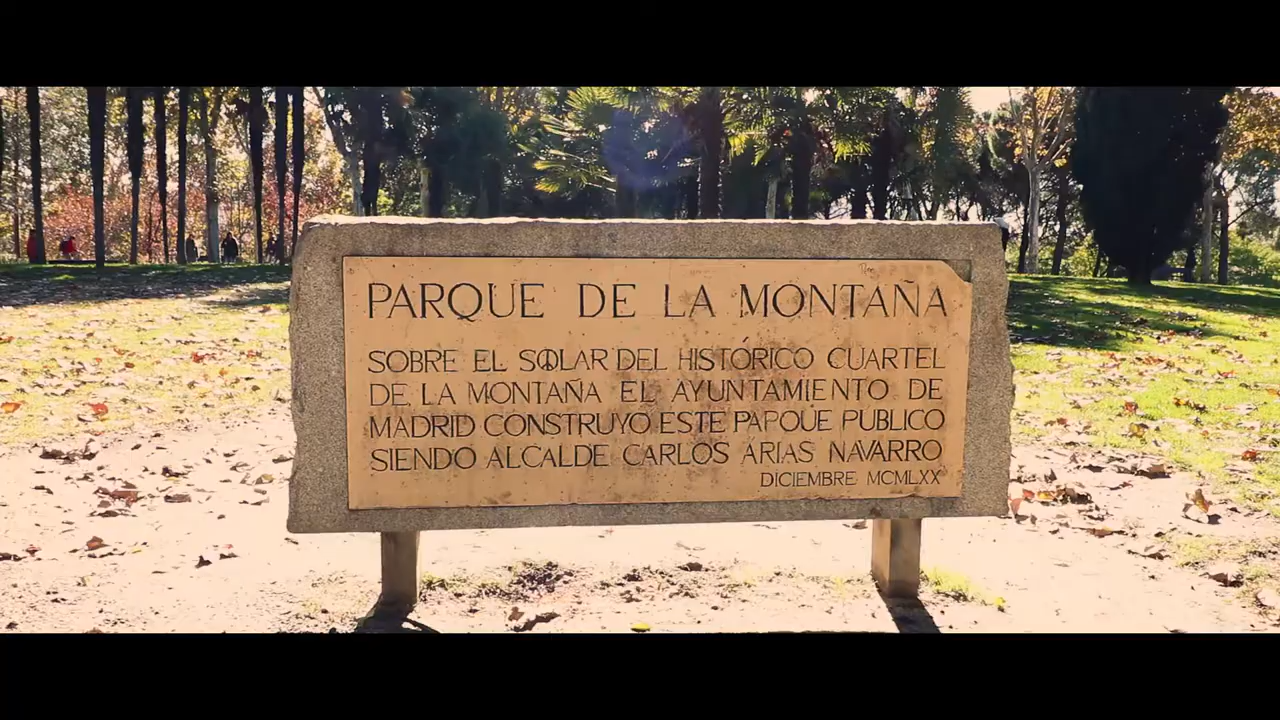 PARQUE DE LA MONTAÑA
SOBRE EL SOLAR DEL HISTÓRICO CUARTEL
DE LA MONTAÑA EL AYUNTAMIENTO DE
MADRID CONSTRUYO ESTE PAPQUE PUBLICO
SIENDO ALCALDE CARLOS ARIAS NAVARRO
DICIEMBRE MCMLXX